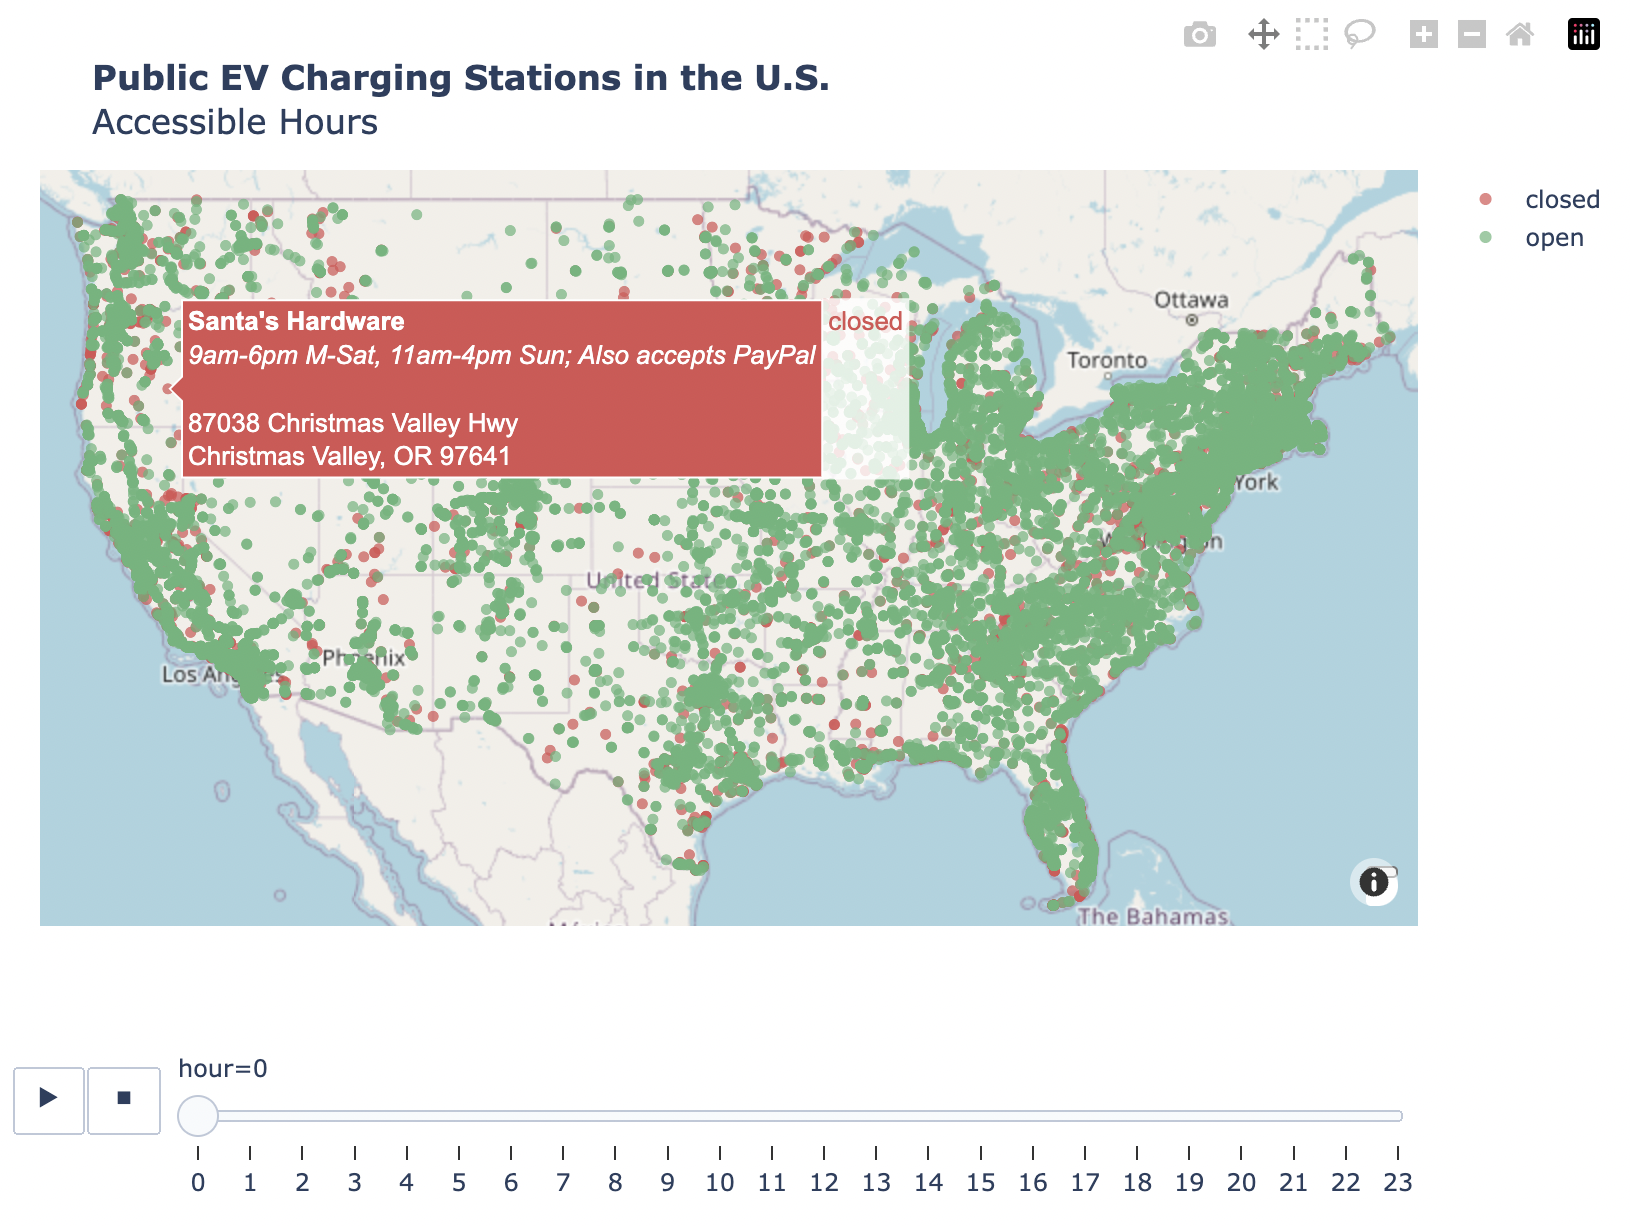 Public EV Charging Stations in the U.S.
Accessible Hours
closed
open
Ottawa
Toronto
Santa's Hardware
closed
9am-6pm M-Sat, 11am-4pm Sun; Also accepts PayPal
87038 Christmas Valley Hwy
Christmas Valley, OR 97641
York
Washington
United States
Phoenix
Los Angeles
The Bahamas
hour=0
0 1 2 3 4 5 6 7 8 9 10 11 12 13 14 15 16 17 18 19 20 21 22 23